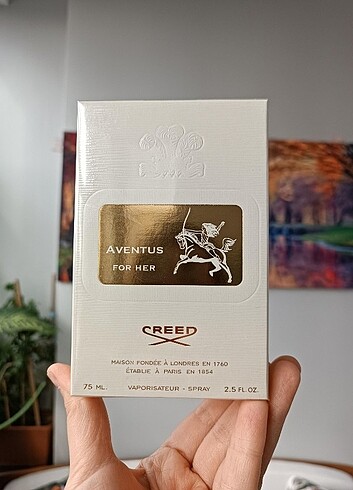 AVENTUS
FOR HER
CREED
MAISON FONDÉE À LONDRES EN 1760
ÉTABLIE À PARIS EN 1854
75 ML. VAPORISATEUR - SPRAY 2.5 FL. OZ.